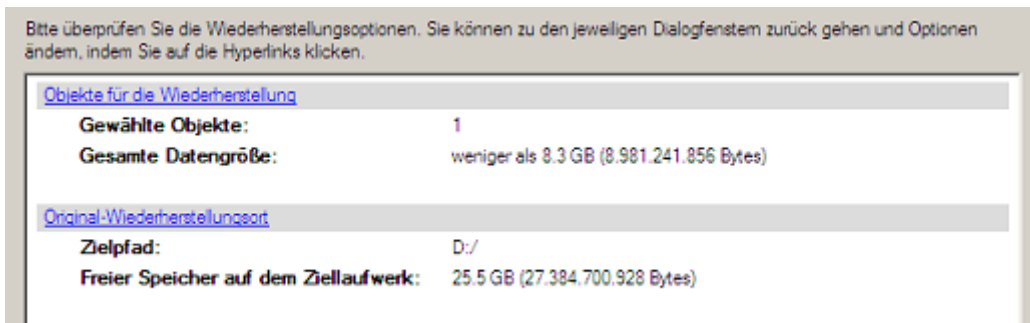 Bitte überprüfen Sie die Wiederherstellungsoptionen. Sie können zu den jeweiligen Dialogfenstern zurück gehen und Optionen
ändern, indem Sie auf die Hyperlinks klicken.
Objekte für die Wiederherstellung
Gewählte Objekte: 1
Gesamte Datengröße: weniger als 8.3 GB (8.981.241.856 Bytes)
Original-Wiederherstellungsort
Zielpfad: D:/
Freier Speicher auf dem Ziellaufwerk: 25.5 GB (27.384.700.928 Bytes)